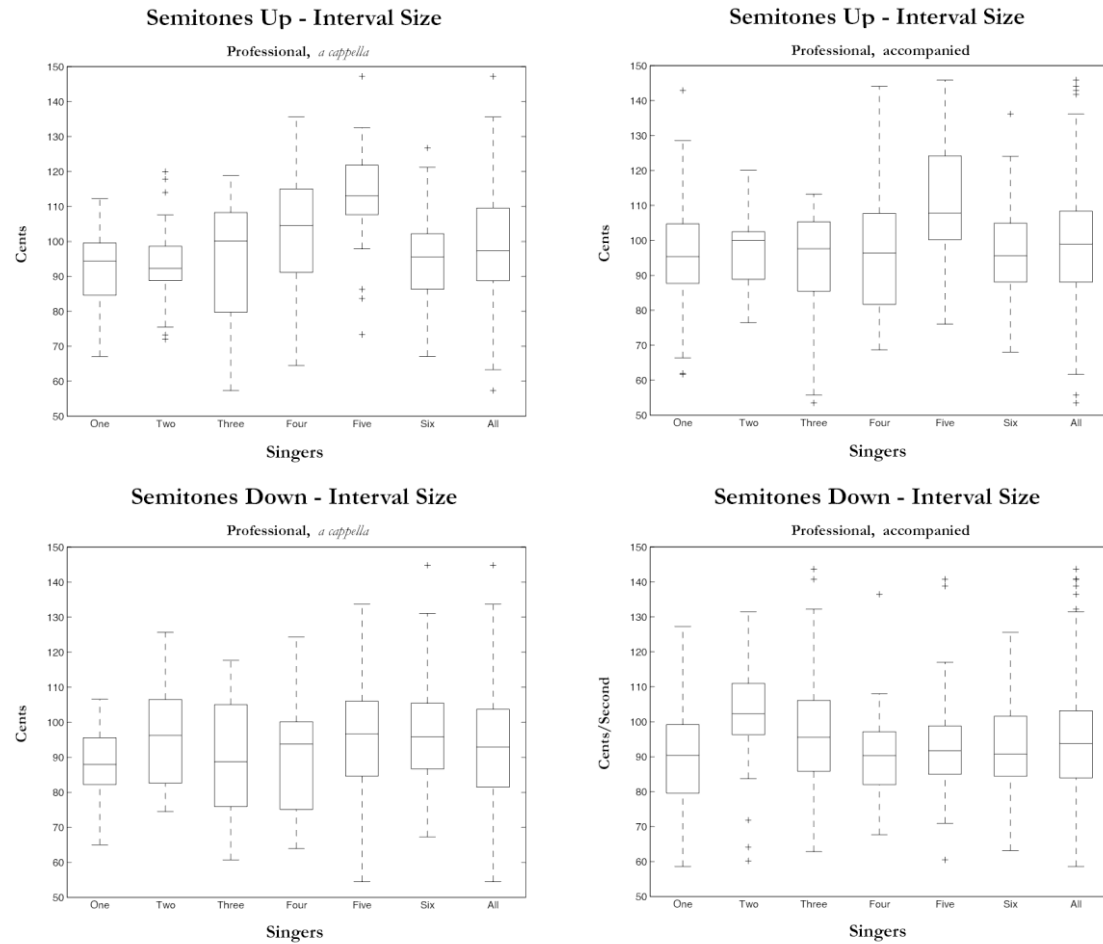 Semitones Up - Interval Size
Professional, a cappella
150
140
130
120
110
100
90
80
70
60
50
Cents
One Two Three Four Five Six All
Singers
Semitones Up - Interval Size
Professional, accompanied
150
140
130
120
110
100
90
80
70
60
50
Cents
One Two Three Four Five Six All
Singers
Semitones Down - Interval Size
Professional, a cappella
150
140
130
120
110
100
90
80
70
60
50
Cents
One Two Three Four Five Six All
Singers
Semitones Down - Interval Size
Professional, accompanied
150
140
130
120
110
100
90
80
70
60
50
Cents/Second
One Two Three Four Five Six All
Singers